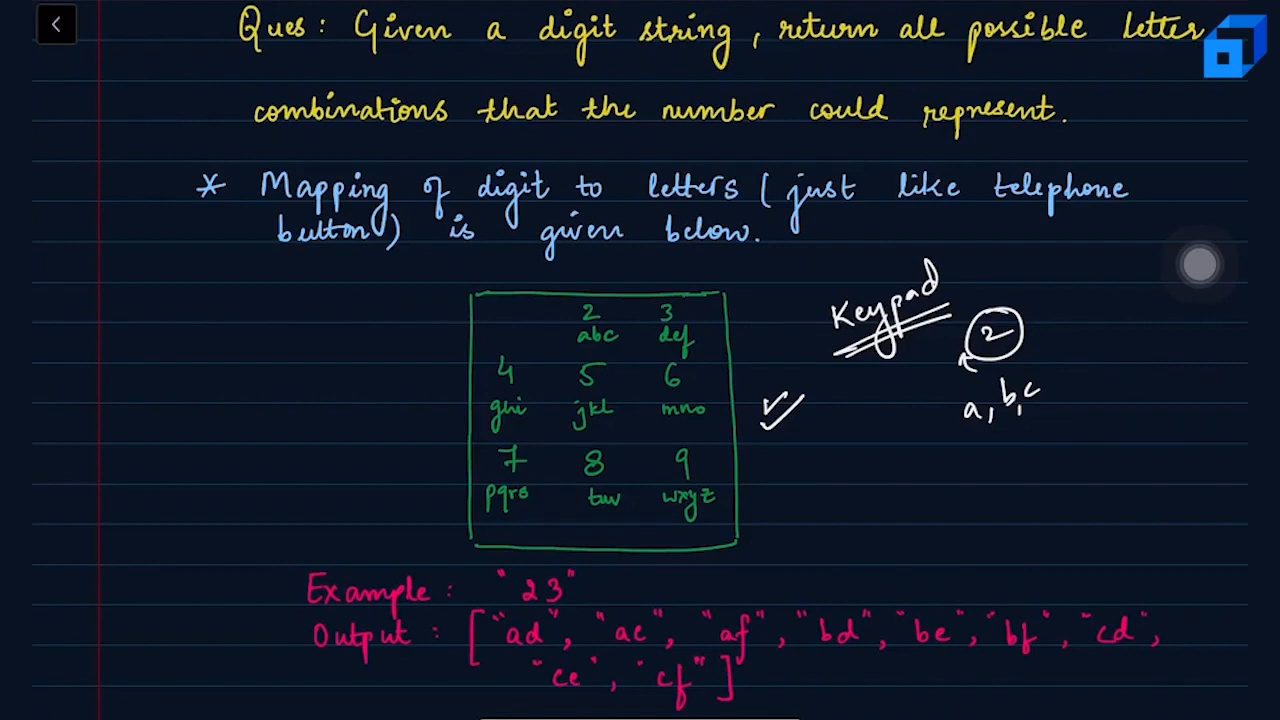 Ques: Given a digit string, return all possible letter
combinations that the number could represent.
* Mapping of digit to letters (just like telephone
button) is given below.
Keypad
2 3
abc def
2
4 5 6
ghi jkl mno
a, b, c
7 8 9
pqrs tuv wxyz
Example: "23"
Output: ["ad", "ae", "af", "bd", "be", "bf", "cd",
"ce", "cf"]